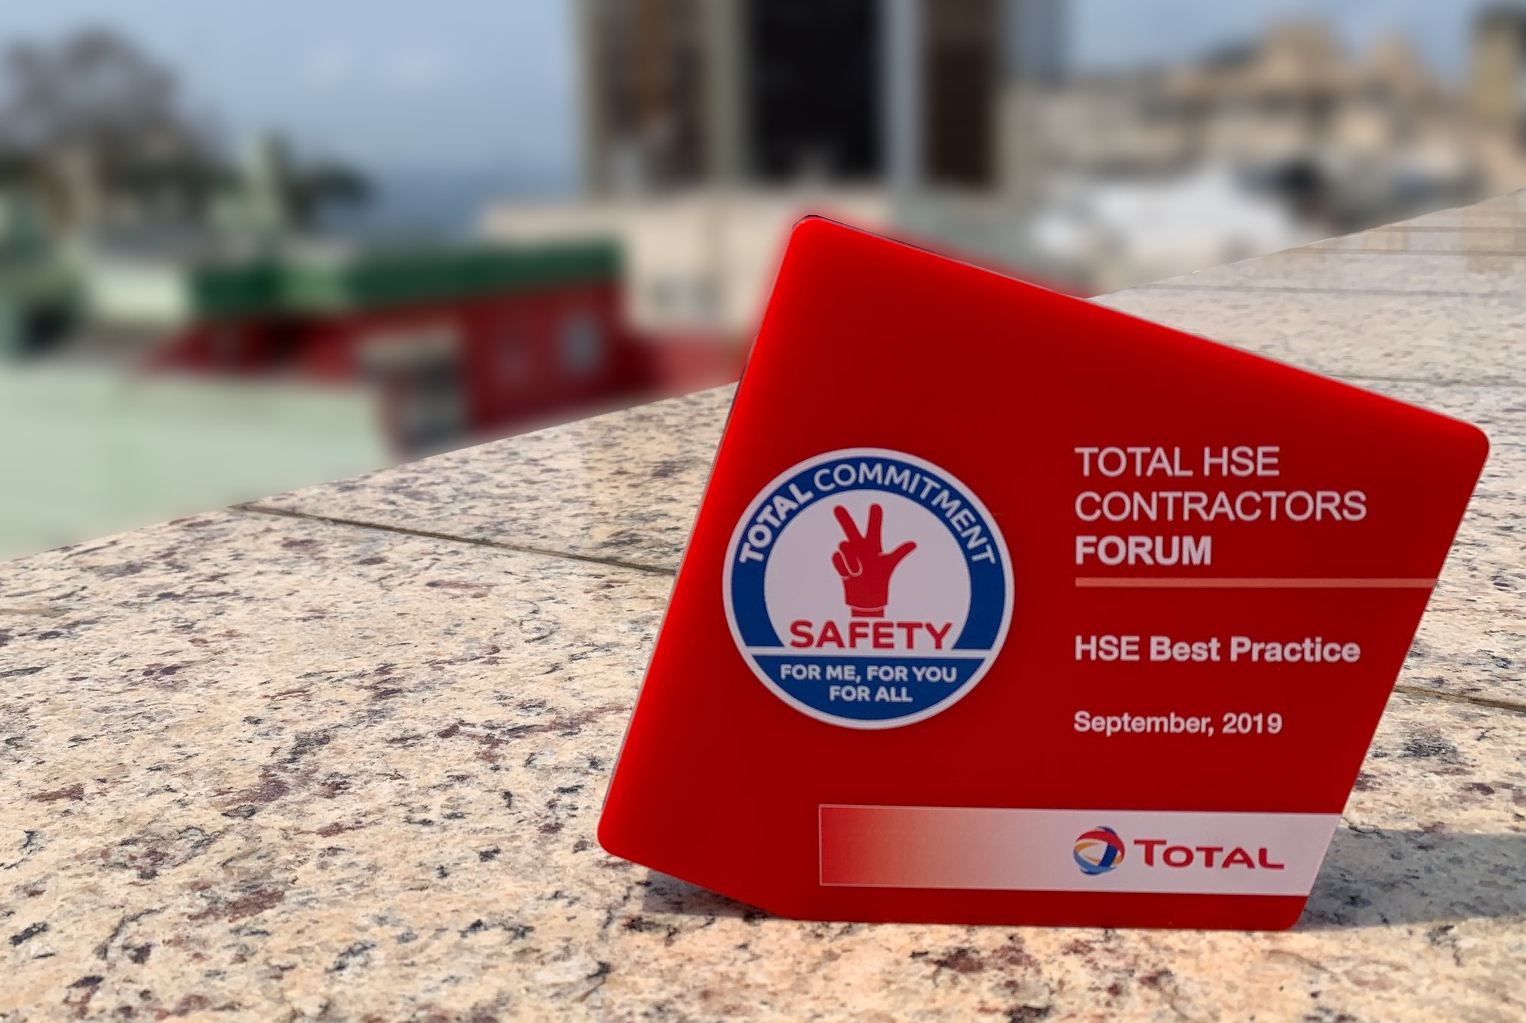 TOTAL COMMITMENT
SAFETY
FOR ME, FOR YOU
FOR ALL
TOTAL HSE
CONTRACTORS
FORUM
HSE Best Practice
September, 2019
TOTAL